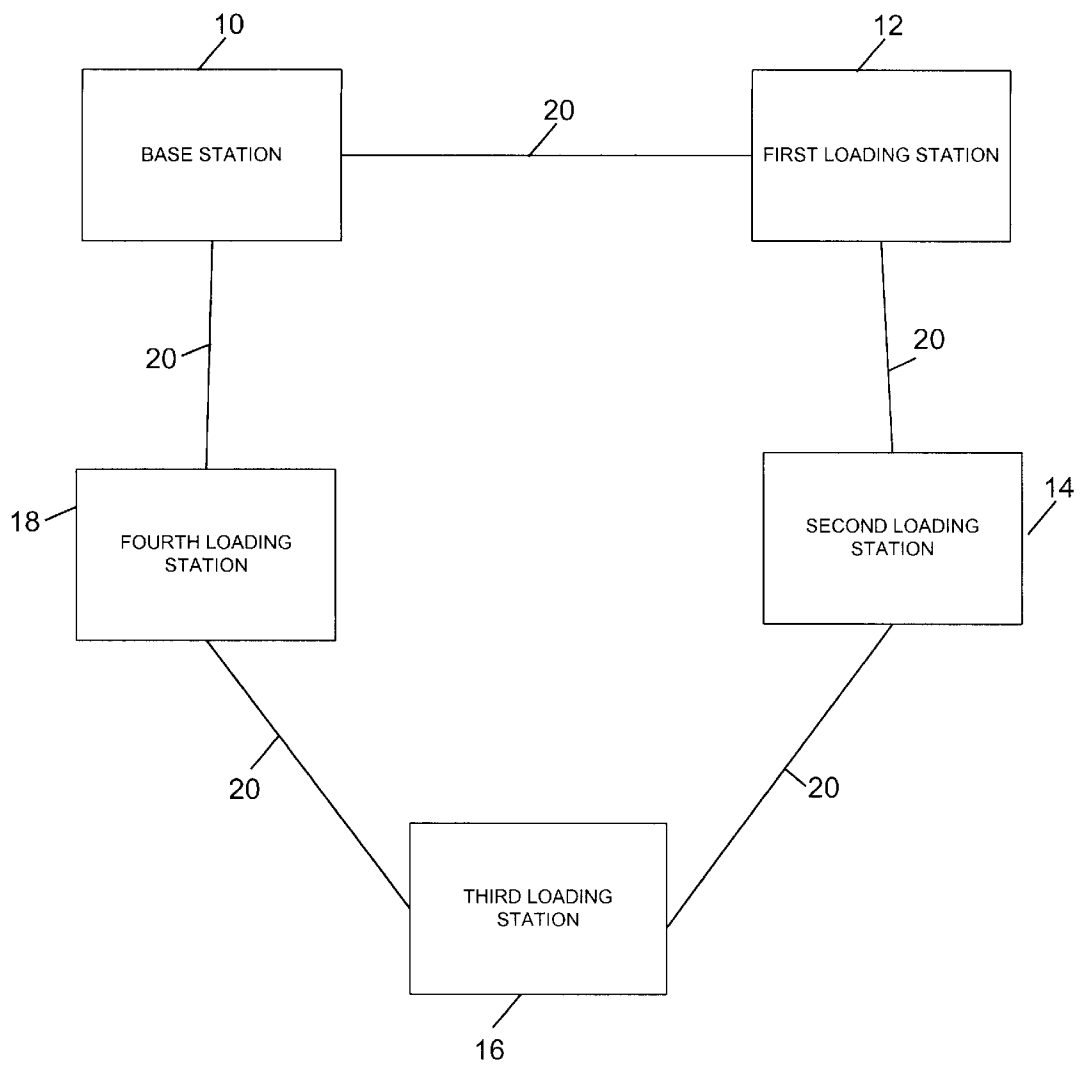 10
12
20
BASE STATION
FIRST LOADING STATION
20
20
18
FOURTH LOADING
STATION
SECOND LOADING
STATION
14
20
20
THIRD LOADING
STATION
16